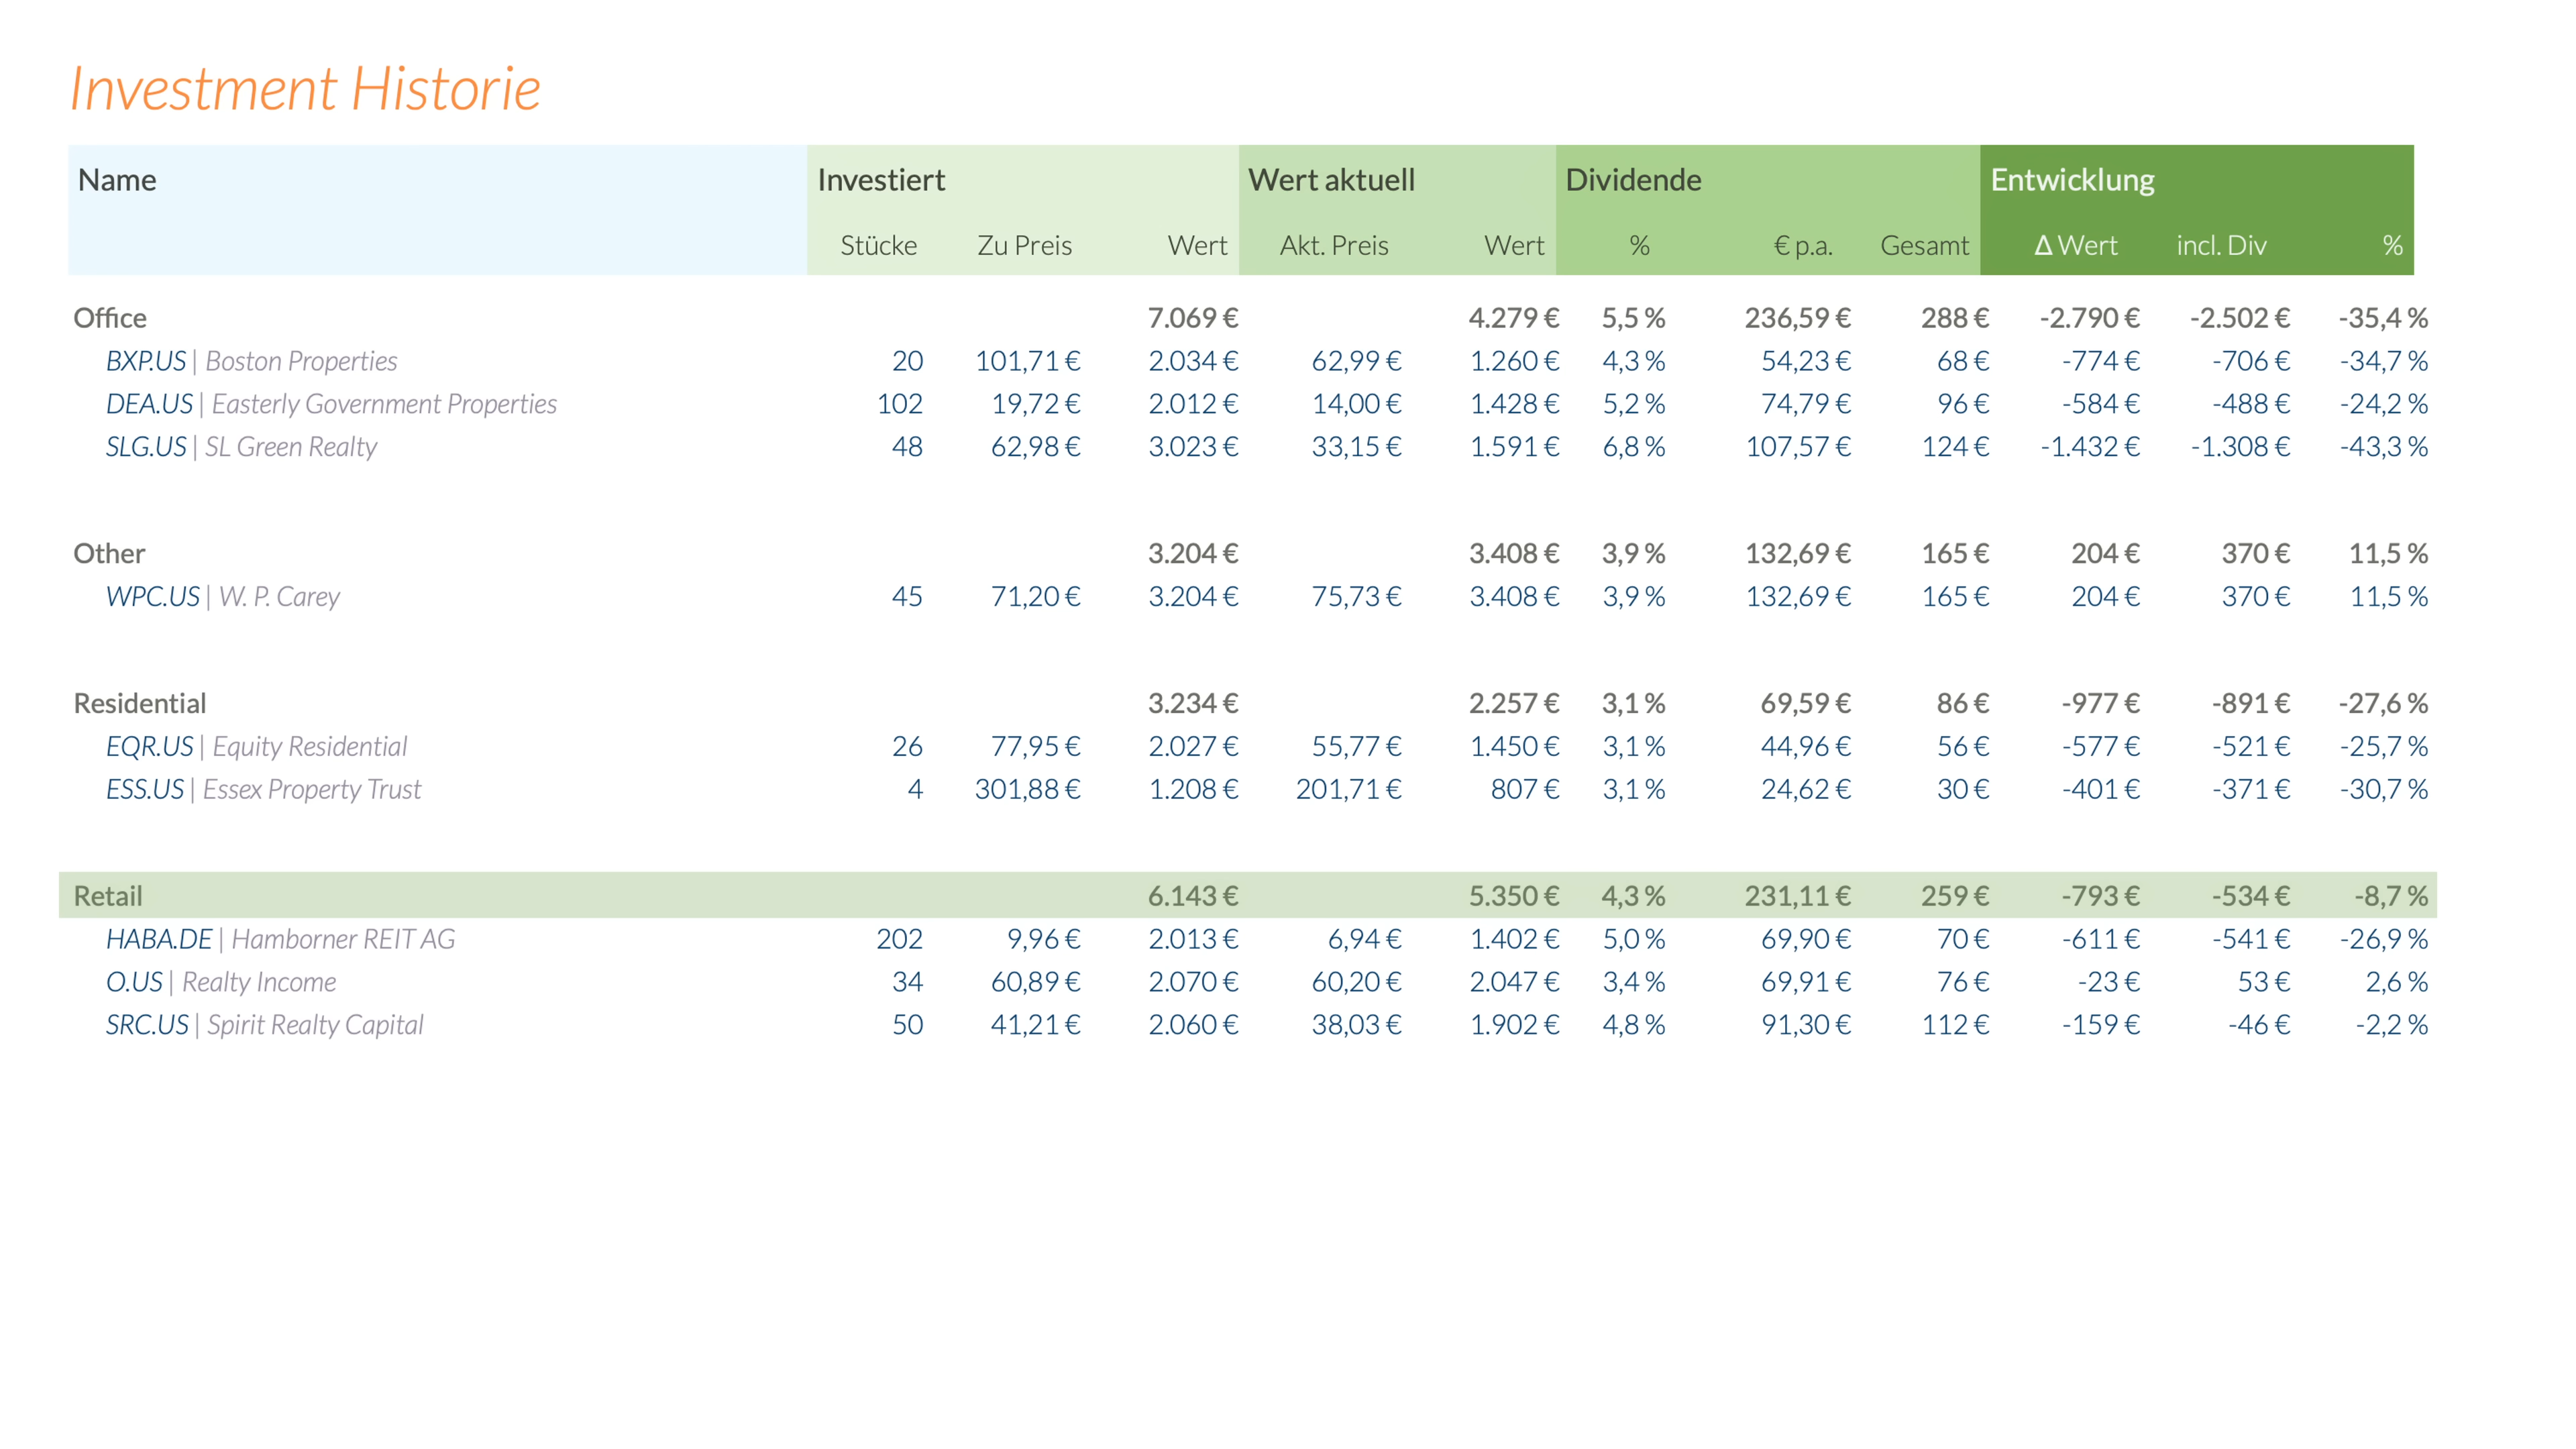 Investment Historie
Name Investiert Wert aktuell Dividende Entwicklung
Stücke Zu Preis Wert Akt. Preis Wert % € p.a. Gesamt Δ Wert incl. Div %
Office 7.069 € 4.279 € 5,5 % 236,59 € 288 € -2.790 € -2.502 € -35,4 %
BXP.US | Boston Properties 20 101,71 € 2.034 € 62,99 € 1.260 € 4,3 % 54,23 € 68 € -774 € -706 € -34,7 %
DEA.US | Easterly Government Properties 102 19,72 € 2.012 € 14,00 € 1.428 € 5,2 % 74,79 € 96 € -584 € -488 € -24,2 %
SLG.US | SL Green Realty 48 62,98 € 3.023 € 33,15 € 1.591 € 6,8 % 107,57 € 124 € -1.432 € -1.308 € -43,3 %
Other 3.204 € 3.408 € 3,9 % 132,69 € 165 € 204 € 370 € 11,5 %
WPC.US | W. P. Carey 45 71,20 € 3.204 € 75,73 € 3.408 € 3,9 % 132,69 € 165 € 204 € 370 € 11,5 %
Residential 3.234 € 2.257 € 3,1 % 69,59 € 86 € -977 € -891 € -27,6 %
EQR.US | Equity Residential 26 77,95 € 2.027 € 55,77 € 1.450 € 3,1 % 44,96 € 56 € -577 € -521 € -25,7 %
ESS.US | Essex Property Trust 4 301,88 € 1.208 € 201,71 € 807 € 3,1 % 24,62 € 30 € -401 € -371 € -30,7 %
Retail 6.143 € 5.350 € 4,3 % 231,11 € 259 € -793 € -534 € -8,7 %
HABA.DE | Hamborner REIT AG 202 9,96 € 2.013 € 6,94 € 1.402 € 5,0 % 69,90 € 70 € -611 € -541 € -26,9 %
O.US | Realty Income 34 60,89 € 2.070 € 60,20 € 2.047 € 3,4 % 69,91 € 76 € -23 € 53 € 2,6 %
SRC.US | Spirit Realty Capital 50 41,21 € 2.060 € 38,03 € 1.902 € 4,8 % 91,30 € 112 € -159 € -46 € -2,2 %